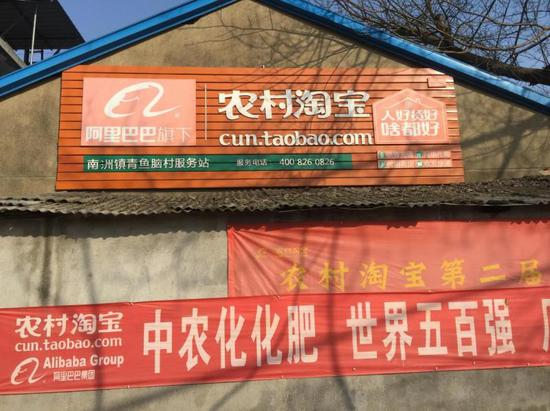 阿里巴巴旗下
农村淘宝
cun.taobao.com
人好待好
啥都好
南洲镇青鱼脑村服务站
服务电话： 400 826 0826
农村淘宝第二届
农村淘宝
cun.taobao.com
Alibaba Group
阿里巴巴集团
中农化化肥 世界五百强